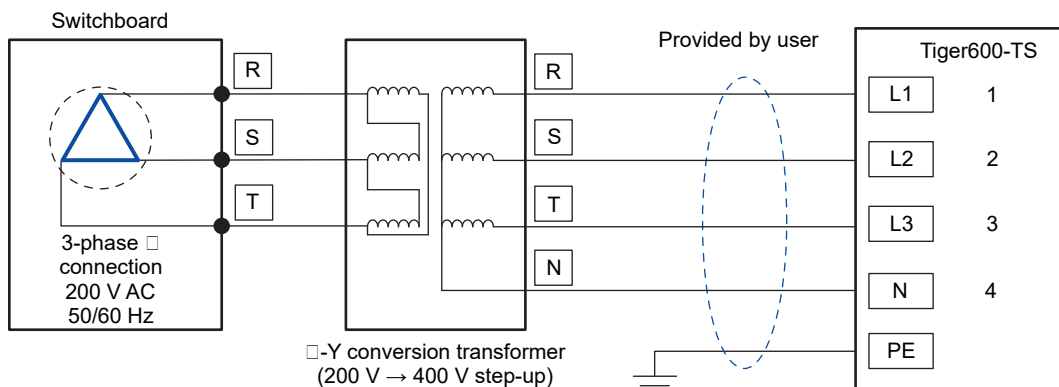 Switchboard
R
S
T
3-phase □
connection
200 V AC
50/60 Hz
R
S
T
N
□-Y conversion transformer
(200 V → 400 V step-up)
Provided by user
Tiger600-TS
L1 1
L2 2
L3 3
N 4
PE